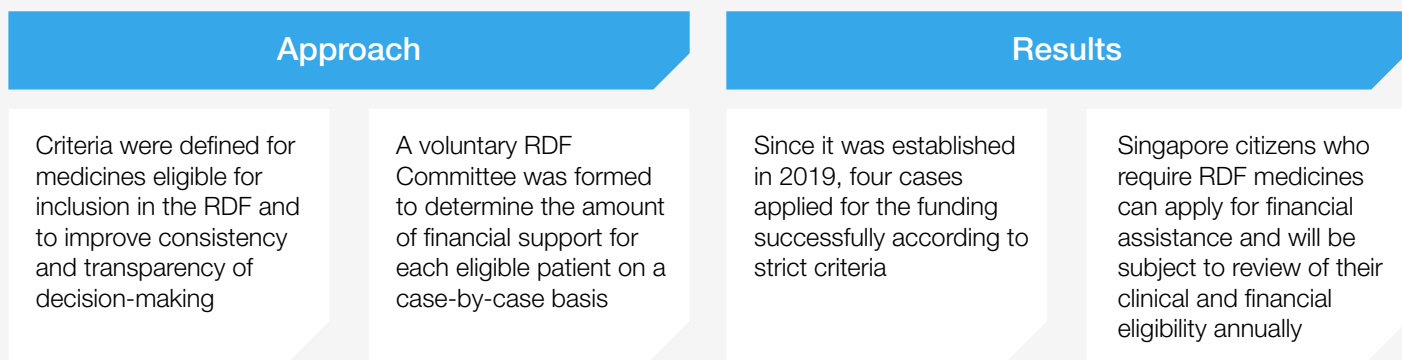 Approach
Results
Criteria were defined for
medicines eligible for
inclusion in the RDF and
to improve consistency
and transparency of
decision-making
A voluntary RDF
Committee was formed
to determine the amount
of financial support for
each eligible patient on a
case-by-case basis
Since it was established
in 2019, four cases
applied for the funding
successfully according to
strict criteria
Singapore citizens who
require RDF medicines
can apply for financial
assistance and will be
subject to review of their
clinical and financial
eligibility annually